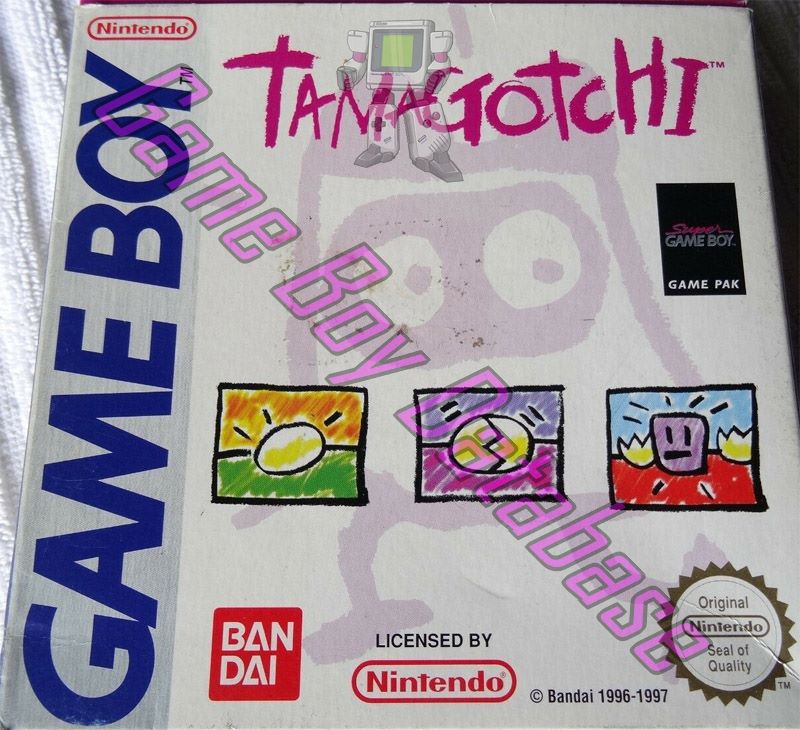 Nintendo
GAME BOY™
TAMAGOTCHI™
Game Boy Database
Super
GAME BOY.
GAME PAK
BAN
DAI
LICENSED BY
Nintendo
© Bandai 1996-1997
Original
Nintendo
Seal of
Quality
TM